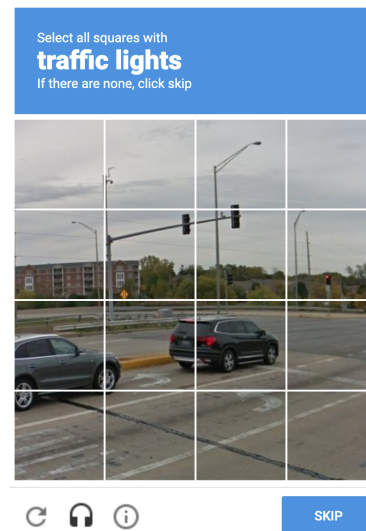 Select all squares with
traffic lights
If there are none, click skip
SKIP